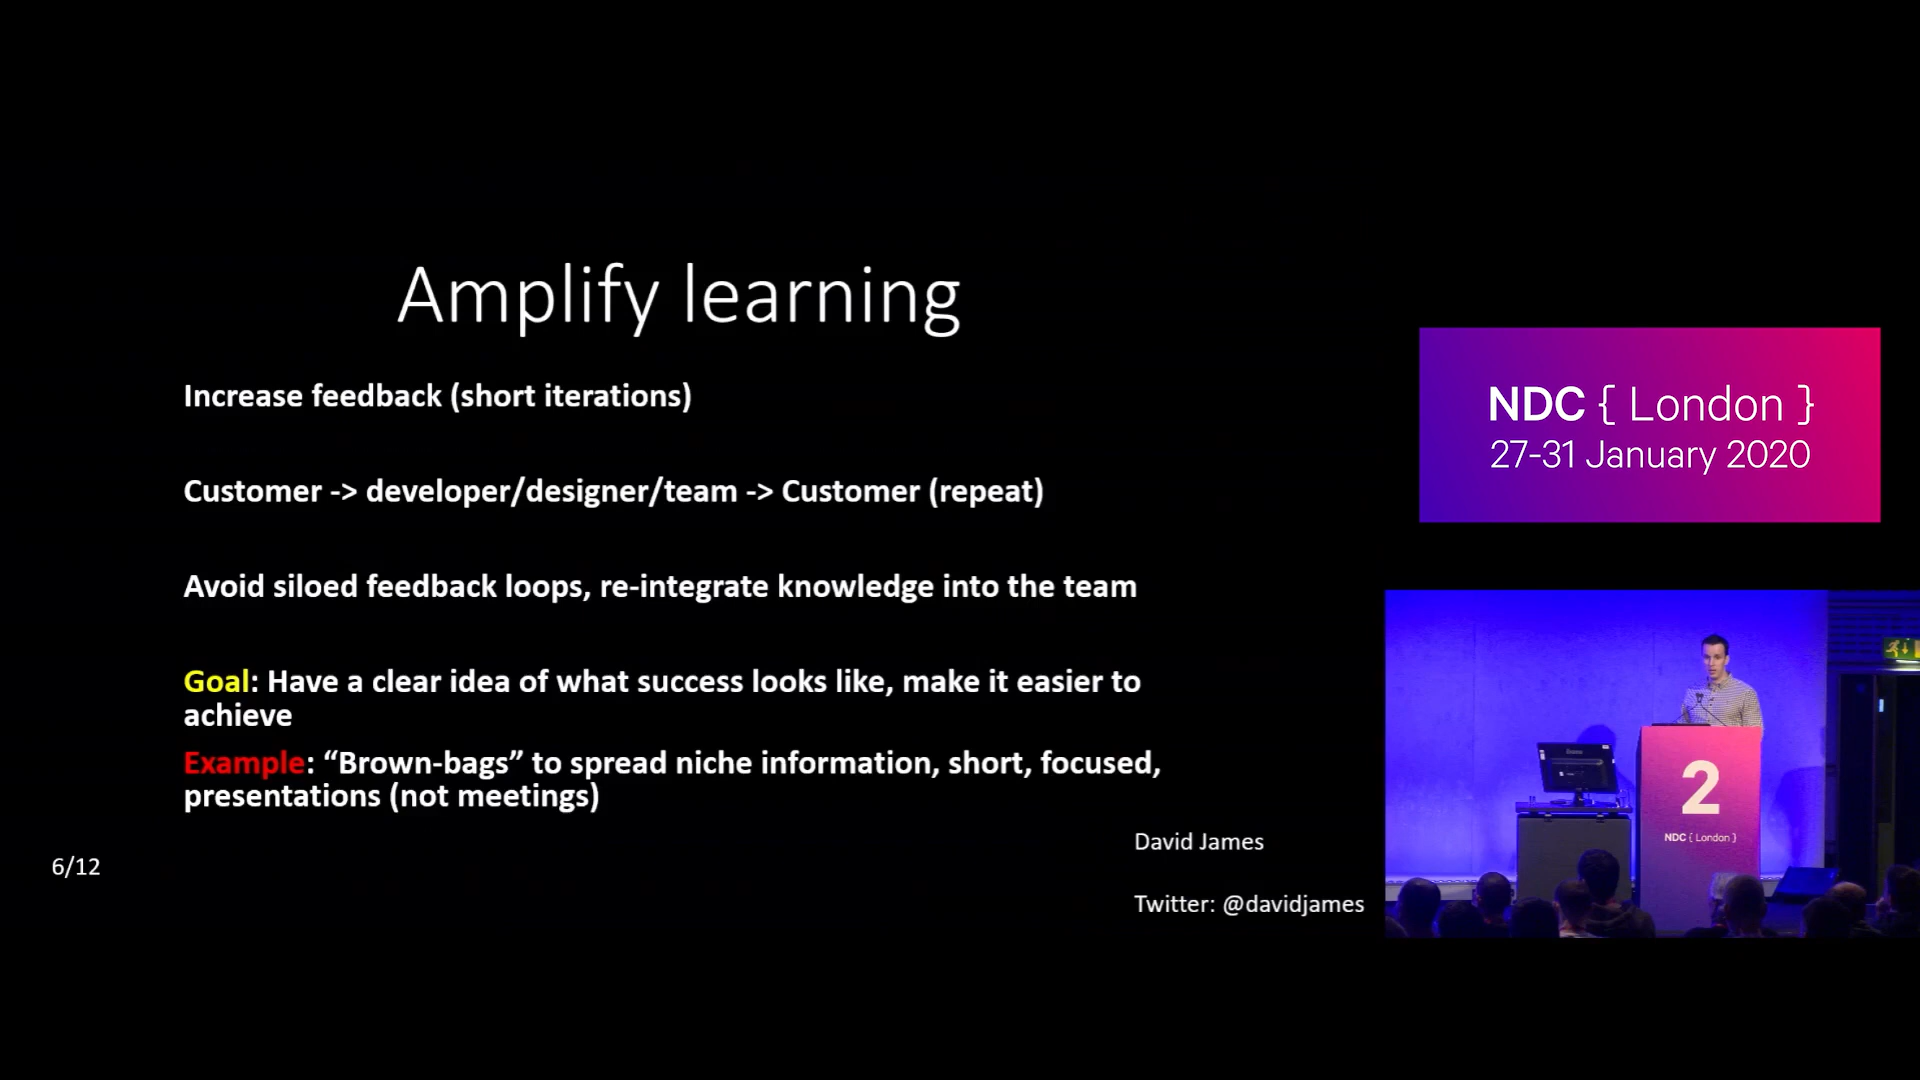 Amplify learning
Increase feedback (short iterations)
Customer -> developer/designer/team -> Customer (repeat)
Avoid siloed feedback loops, re-integrate knowledge into the team
Goal: Have a clear idea of what success looks like, make it easier to
achieve
Example: “Brown-bags” to spread niche information, short, focused,
presentations (not meetings)
David James
Twitter: @davidjames
6/12
NDC { London }
27-31 January 2020
2
NDC { London }